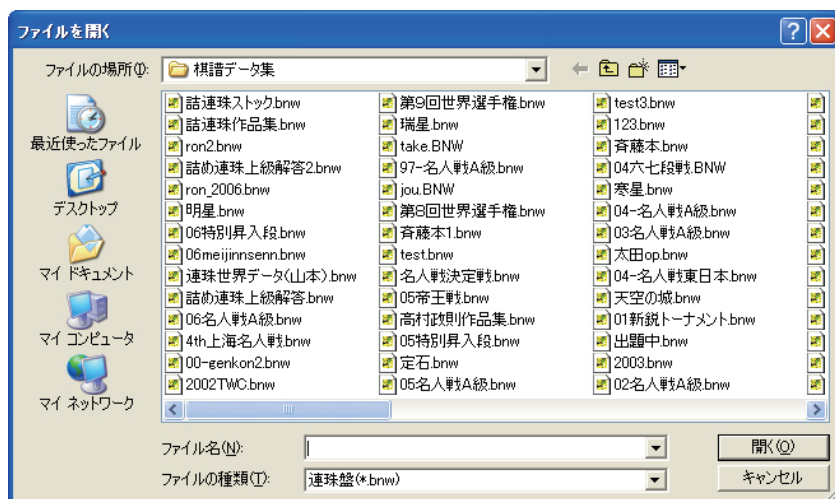 ファイルを開く
ファイルの場所(I):
棋譜データ集
最近使ったファイル
デスクトップ
マイ ドキュメント
マイ コンピュータ
マイ ネットワーク
詰連珠ストック.bnw
詰連珠作品集.bnw
ron2.bnw
詰め連珠上級解答2.bnw
ron_2006.bnw
明星.bnw
06特別昇入段.bnw
06meijinnsenn.bnw
連珠世界データ(山本).bnw
詰め連珠上級解答.bnw
06名人戦A級.bnw
4th上海名人戦.bnw
00-genkon2.bnw
2002TWC.bnw
第9回世界選手権.bnw
瑞星.bnw
take.BNW
97-名人戦A級.bnw
jou.BNW
第8回世界選手権.bnw
斉藤本1.bnw
test.bnw
名人戦決定戦.bnw
05帝王戦.bnw
高村政則作品集.bnw
05特別昇入段.bnw
定石.bnw
05名人戦A級.bnw
test3.bnw
123.bnw
斉藤本.bnw
04六七段戦.BNW
寒星.bnw
04-名人戦A級.bnw
03名人戦A級.bnw
太田op.bnw
04-名人戦東日本.bnw
天空の城.bnw
01新鋭トーナメント.bnw
出題中.bnw
2003.bnw
02名人戦A級.bnw
ファイル名(N):
開く(O)
ファイルの種類(T):
連珠盤(*.bnw)
キャンセル